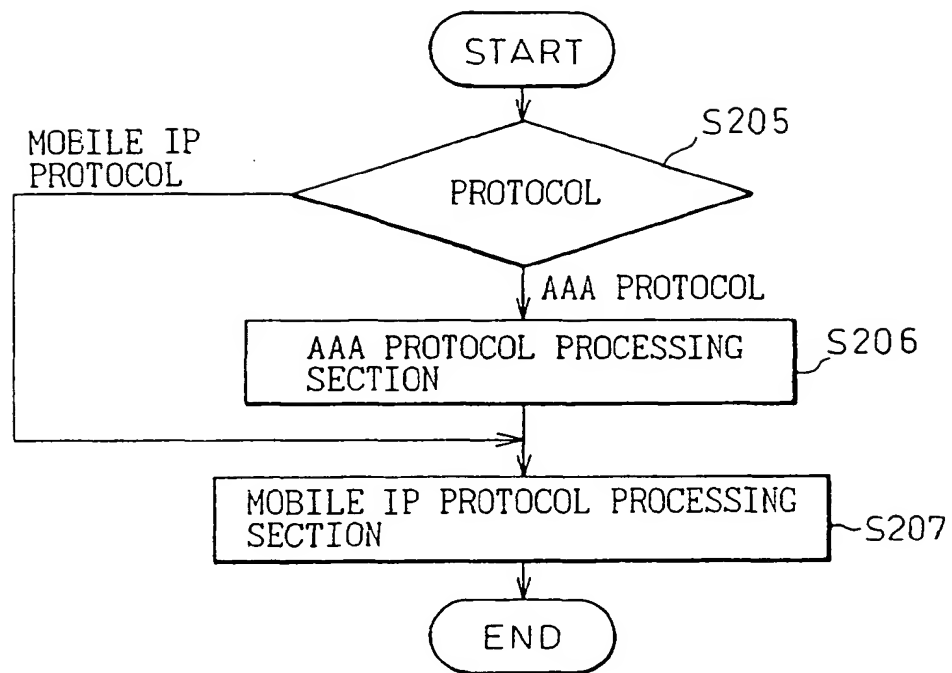 START
S205
MOBILE IP
PROTOCOL
PROTOCOL
AAA PROTOCOL
AAA PROTOCOL PROCESSING
SECTION
S206
MOBILE IP PROTOCOL PROCESSING
SECTION
S207
END